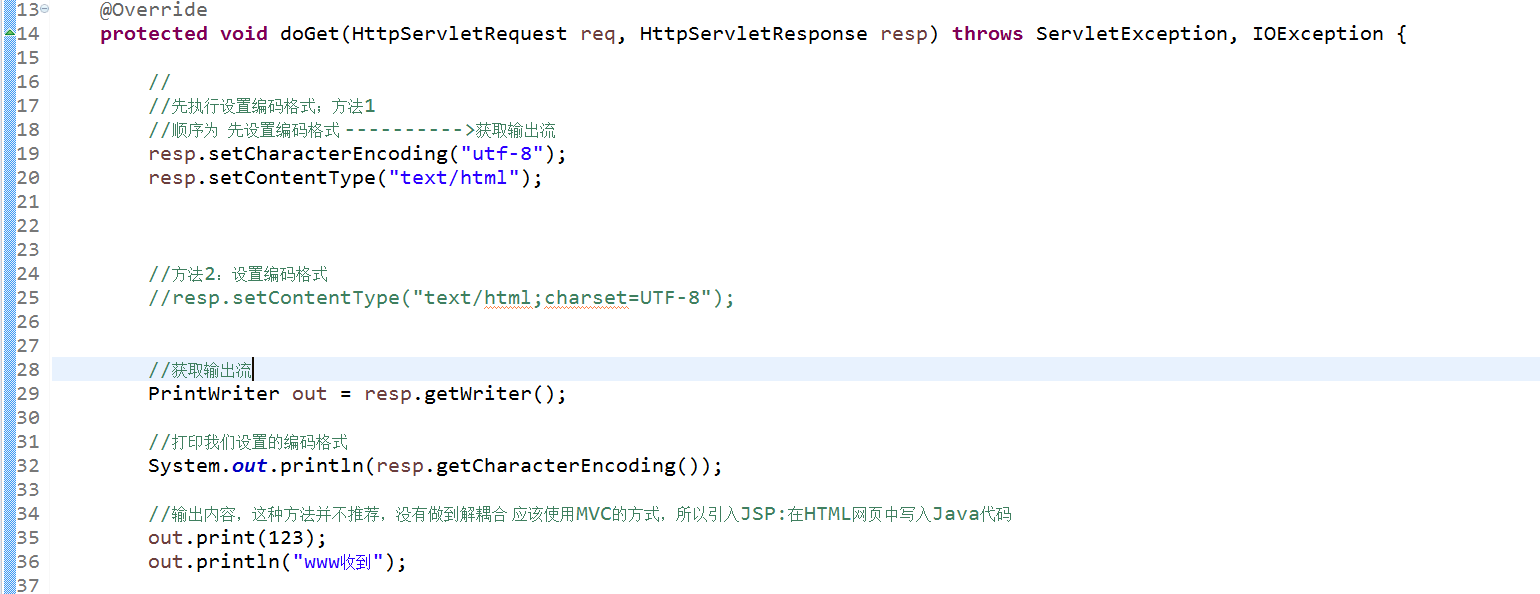 13 @Override
14 protected void doGet(HttpServletRequest req, HttpServletResponse resp) throws ServletException, IOException {
15
16 //
17 //先执行设置编码格式；方法1
18 //顺序为 先设置编码格式---------->获取输出流
19 resp.setCharacterEncoding("utf-8");
20 resp.setContentType("text/html");
21
22
23
24 //方法2：设置编码格式
25 //resp.setContentType("text/html;charset=UTF-8");
26
27
28 //获取输出流
29 PrintWriter out = resp.getWriter();
30
31 //打印我们设置的编码格式
32 System.out.println(resp.getCharacterEncoding());
33
34 //输出内容，这种方法并不推荐，没有做到解耦合 应该使用MVC的方式，所以引入JSP:在HTML网页中写入Java代码
35 out.print(123);
36 out.println("www收到");
37